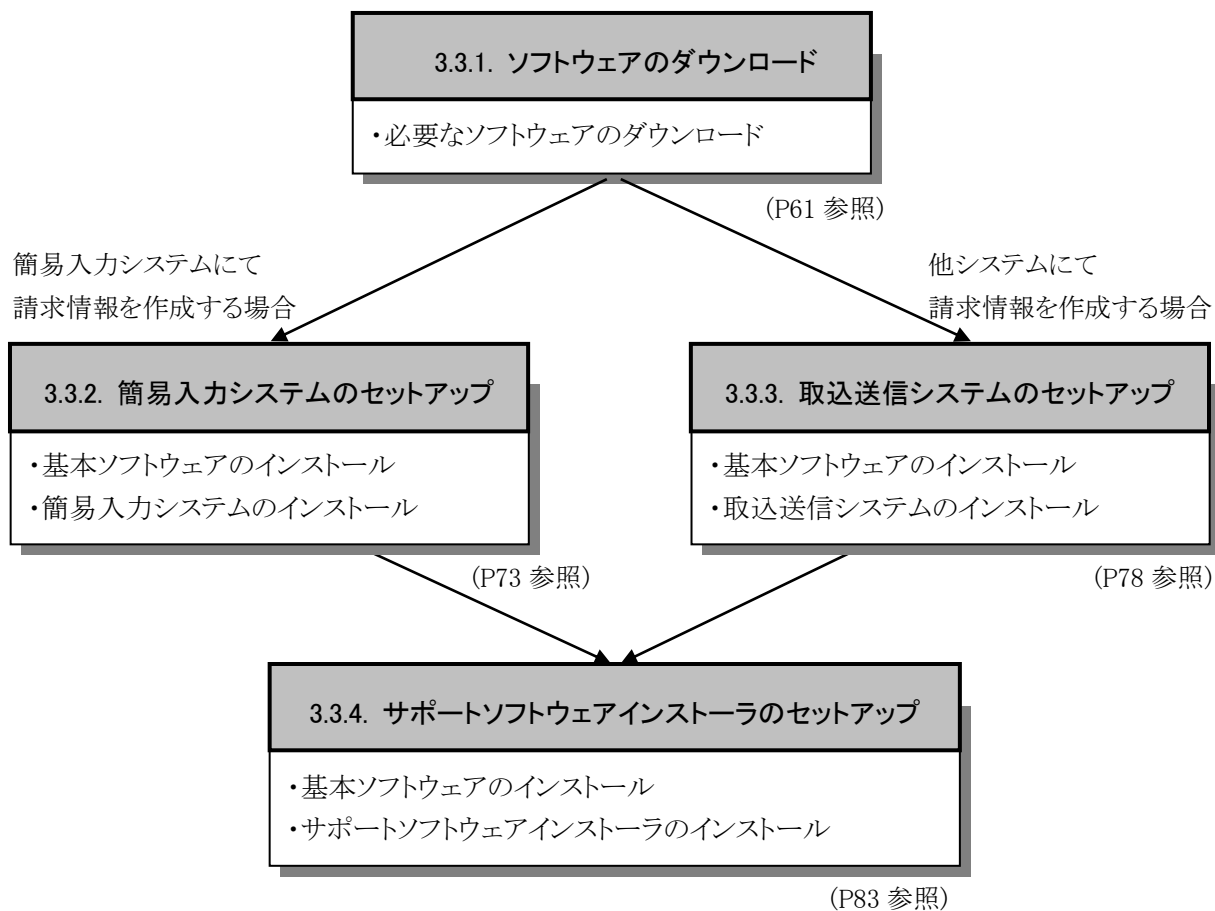 3.3.1. ソフトウェアのダウンロード
・必要なソフトウェアのダウンロード
(P61 参照)
簡易入力システムにて
請求情報を作成する場合
他システムにて
請求情報を作成する場合
3.3.2. 簡易入力システムのセットアップ
・基本ソフトウェアのインストール
・簡易入力システムのインストール
(P73 参照)
3.3.3. 取込送信システムのセットアップ
・基本ソフトウェアのインストール
・取込送信システムのインストール
(P78 参照)
3.3.4. サポートソフトウェアインストーラのセットアップ
・基本ソフトウェアのインストール
・サポートソフトウェアインストーラのインストール
(P83 参照)